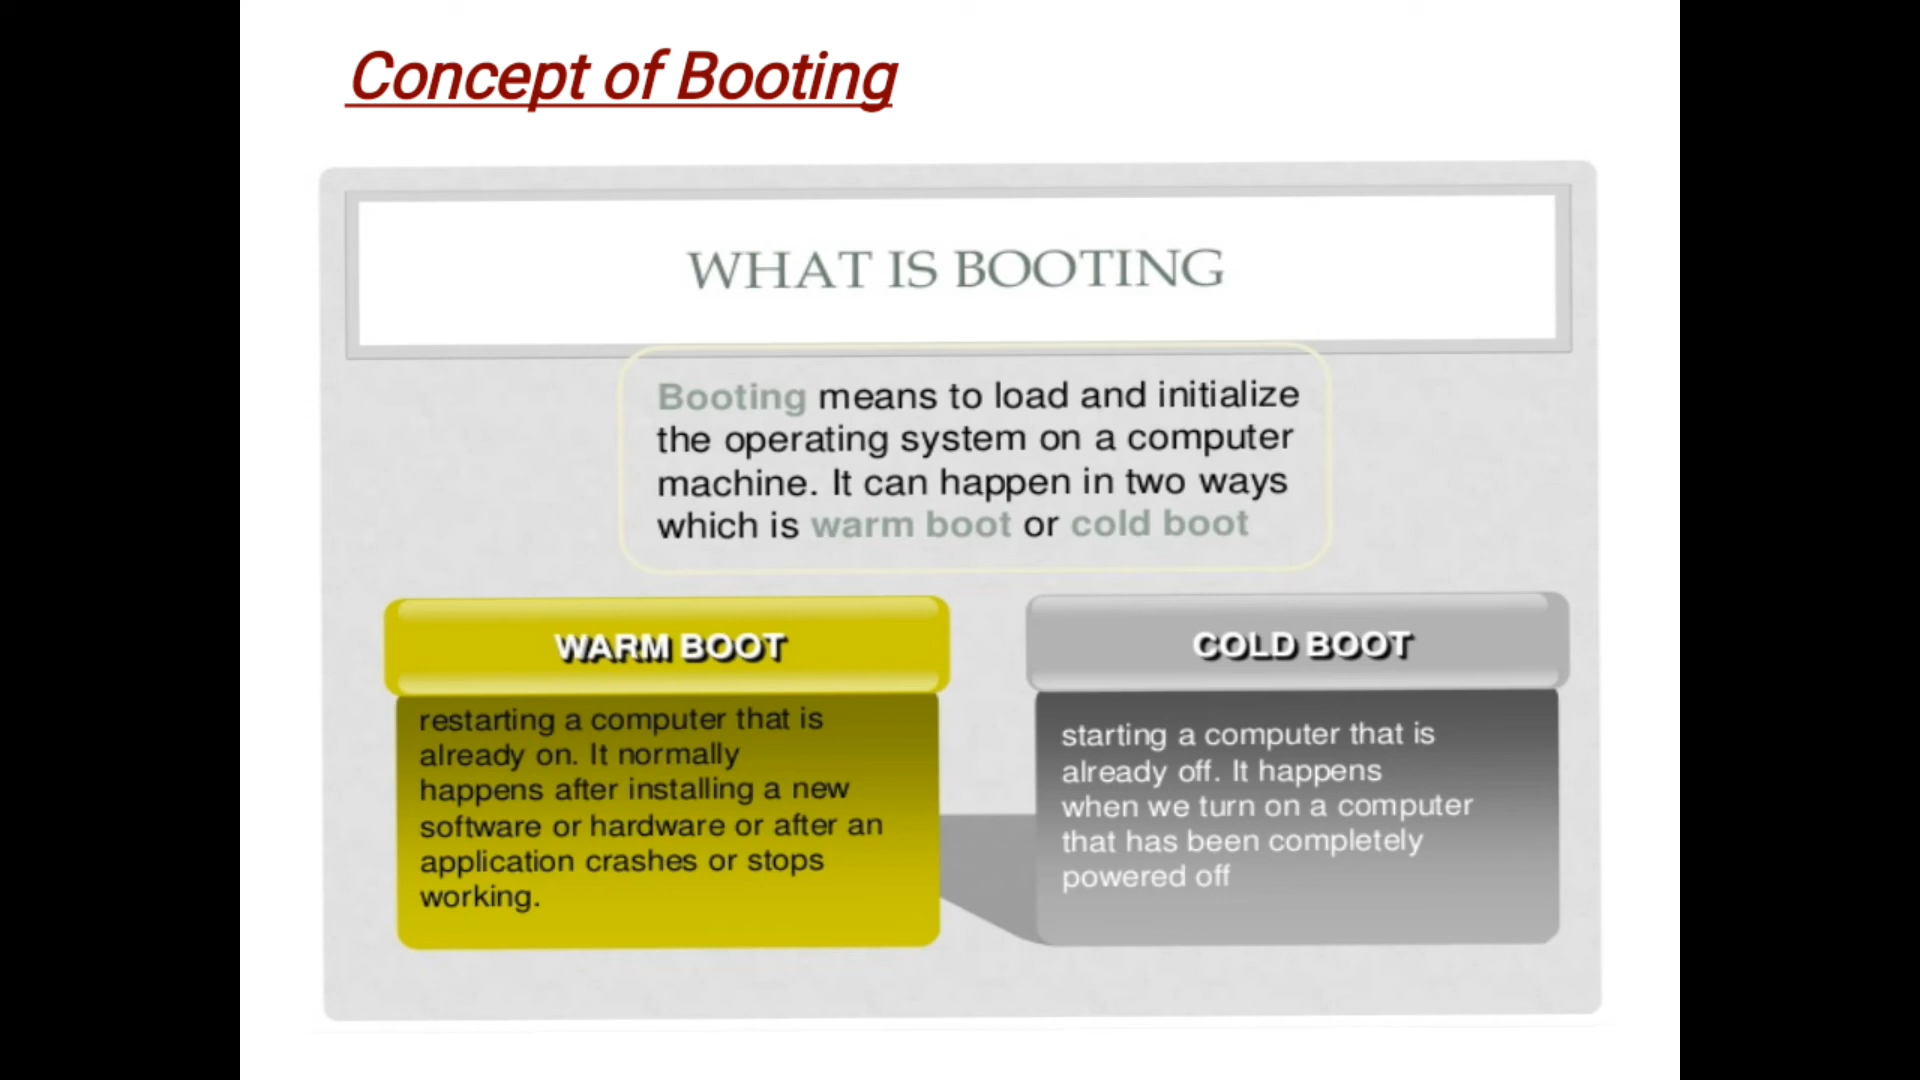 Concept of Booting
WHAT IS BOOTING
Booting means to load and initialize
the operating system on a computer
machine. It can happen in two ways
which is warm boot or cold boot
WARM BOOT
restarting a computer that is
already on. It normally
happens after installing a new
software or hardware or after an
application crashes or stops
working.
COLD BOOT
starting a computer that is
already off. It happens
when we turn on a computer
that has been completely
powered off